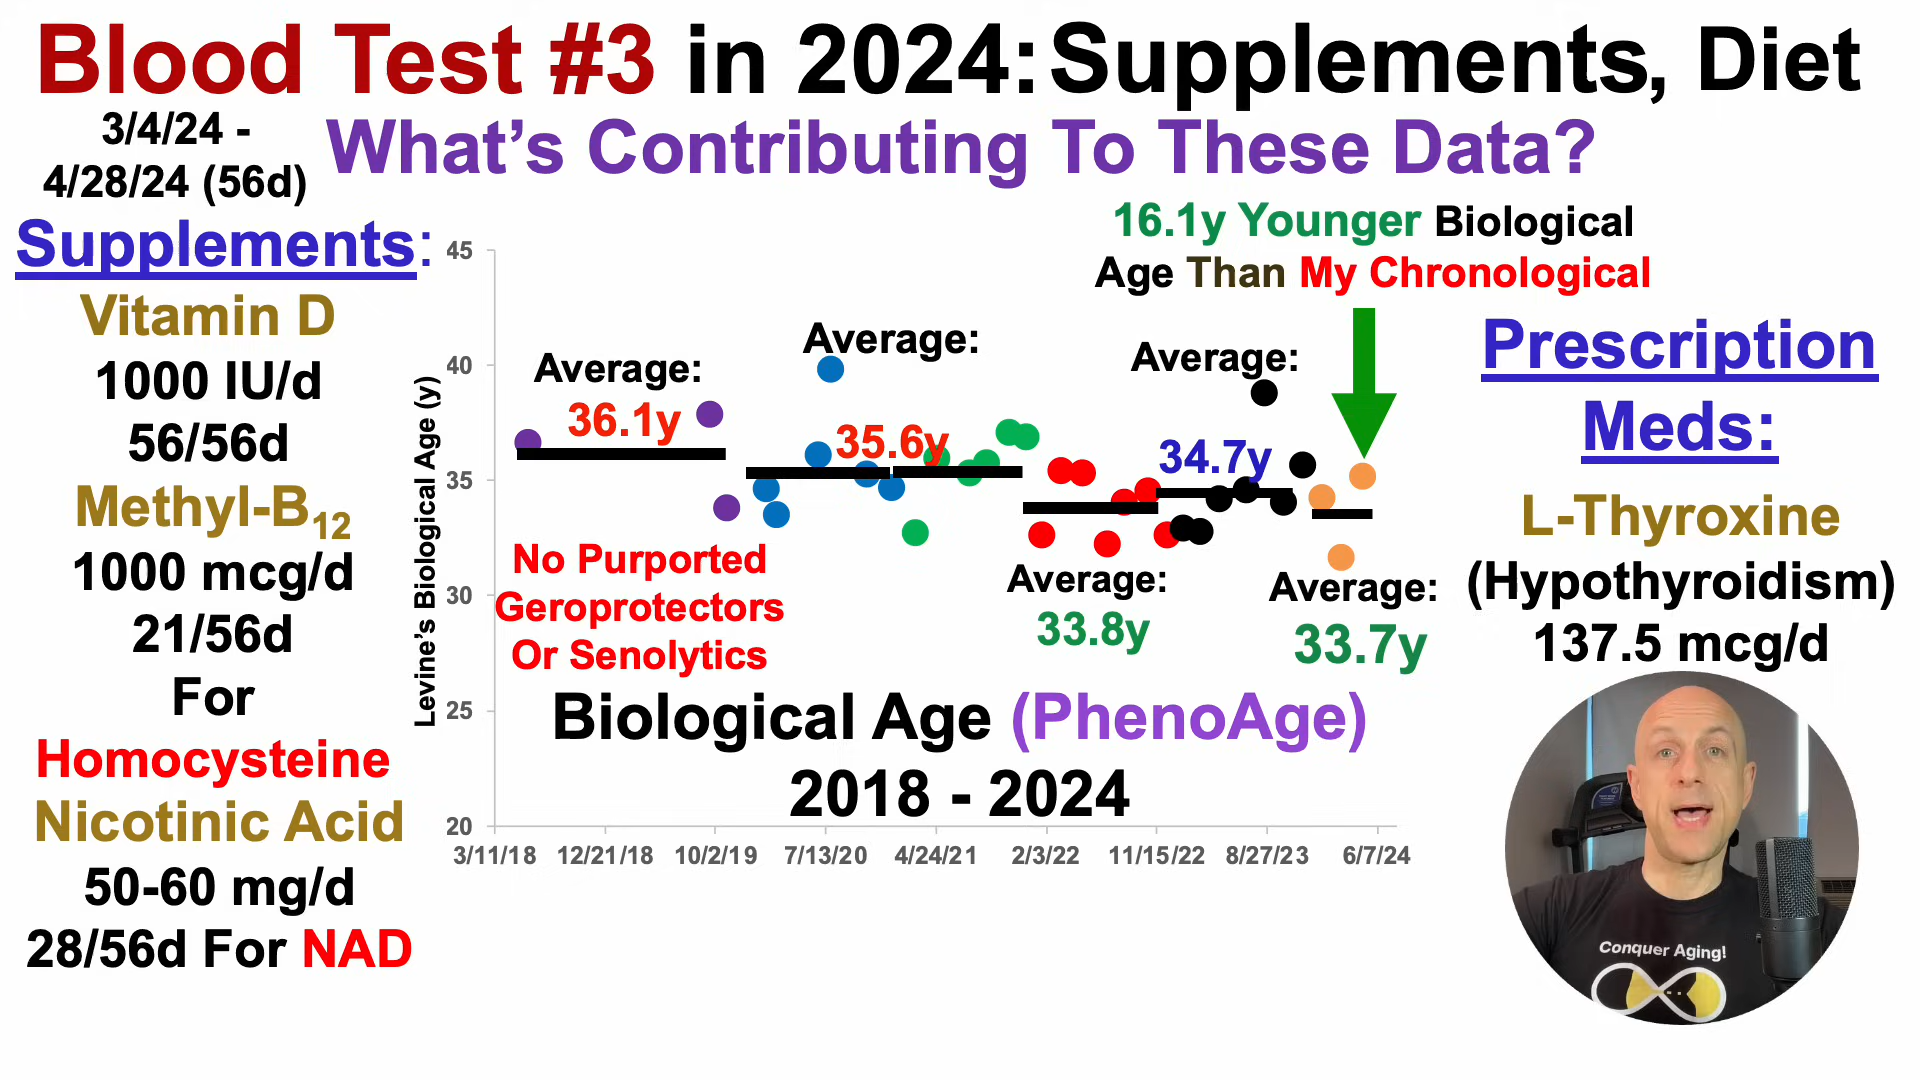 Blood Test #3 in 2024: Supplements, Diet
3/4/24 -
4/28/24 (56d)
What's Contributing To These Data?
Supplements:
Vitamin D
1000 IU/d
56/56d
Methyl-B12
1000 mcg/d
21/56d
For
Homocysteine
Nicotinic Acid
50-60 mg/d
28/56d For NAD
16.1y Younger Biological
Age Than My Chronological
Levine's Biological Age (y)
45
40
35
30
25
20
3/11/18 12/21/18 10/2/19 7/13/20 4/24/21 2/3/22 11/15/22 8/27/23 6/7/24
Average:
36.1y
Average:
35.6y
Average:
34.7y
No Purported
Geroprotectors
Or Senolytics
Average:
33.8y
Average:
33.7y
Biological Age (PhenoAge)
2018 - 2024
Prescription
Meds:
L-Thyroxine
(Hypothyroidism)
137.5 mcg/d
Conquer Aging!